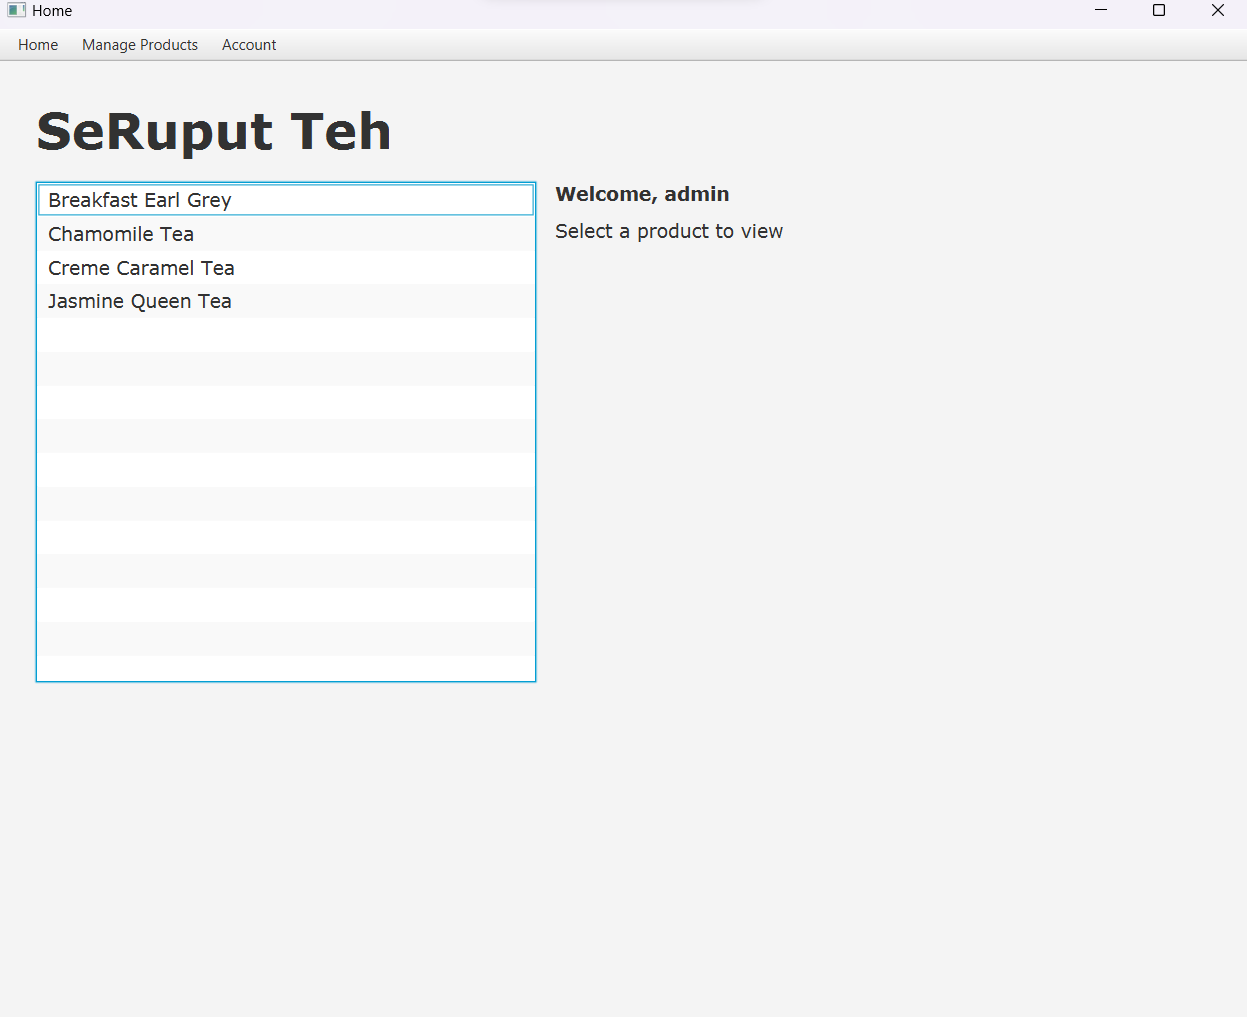 Home
Home Manage Products Account
SeRuput Teh
Breakfast Earl Grey
Chamomile Tea
Creme Caramel Tea
Jasmine Queen Tea
Welcome, admin
Select a product to view